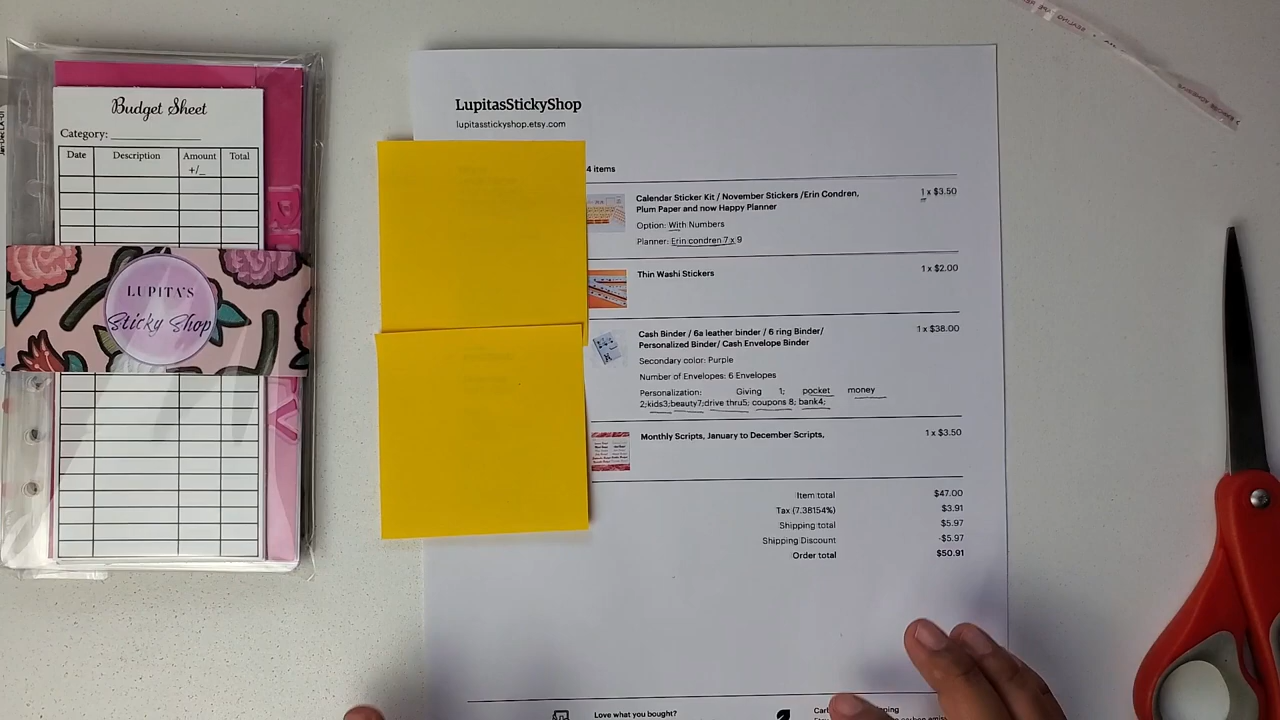 Budget Sheet
Category:
Date Description Amount Total
+/_
LUPITA'S
Sticky Shop
LupitasStickyShop
lupitasstickyshop.etsy.com
4 items
Calendar Sticker Kit / November Stickers /Erin Condren, 1 x $3.50
Plum Paper and now Happy Planner
Option: With Numbers
Planner: Erin condren 7 x 9
Thin Washi Stickers 1 x $2.00
Cash Binder / 6a leather binder / 6 ring Binder/ 1 x $38.00
Personalized Binder/ Cash Envelope Binder
Secondary color: Purple
Number of Envelopes: 6 Envelopes
Personalization: Giving 1; pocket money
2;kids3;beauty7;drive thru5; coupons 8; bank4;
Monthly Scripts, January to December Scripts, 1 x $3.50
Item total $47.00
Tax (7.38154%) $3.91
Shipping total $5.97
Shipping Discount -$5.97
Order total $50.91
Love what you bought?